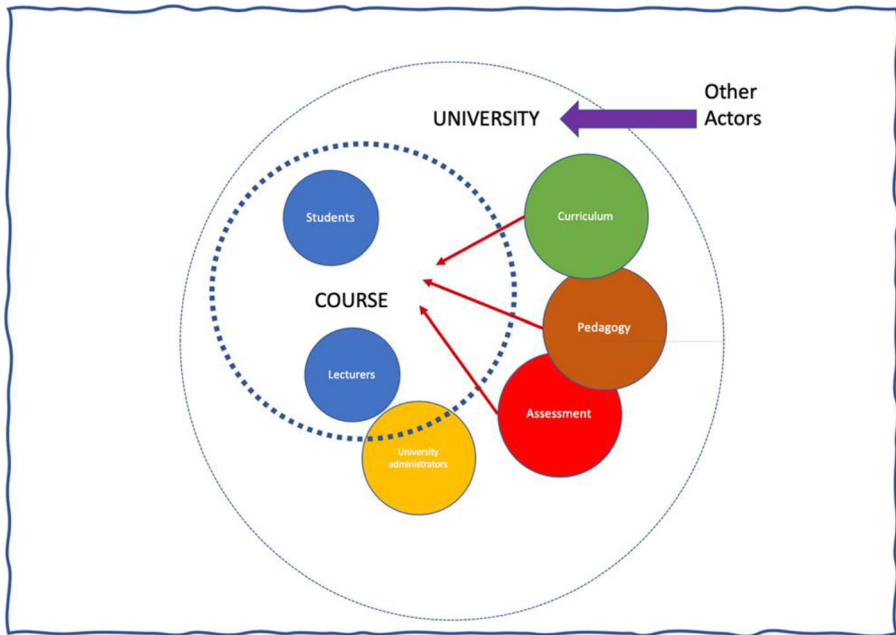 Other
Actors
UNIVERSITY
Students
Curriculum
COURSE
Pedagogy
Lecturers
Assessment
University
administrators